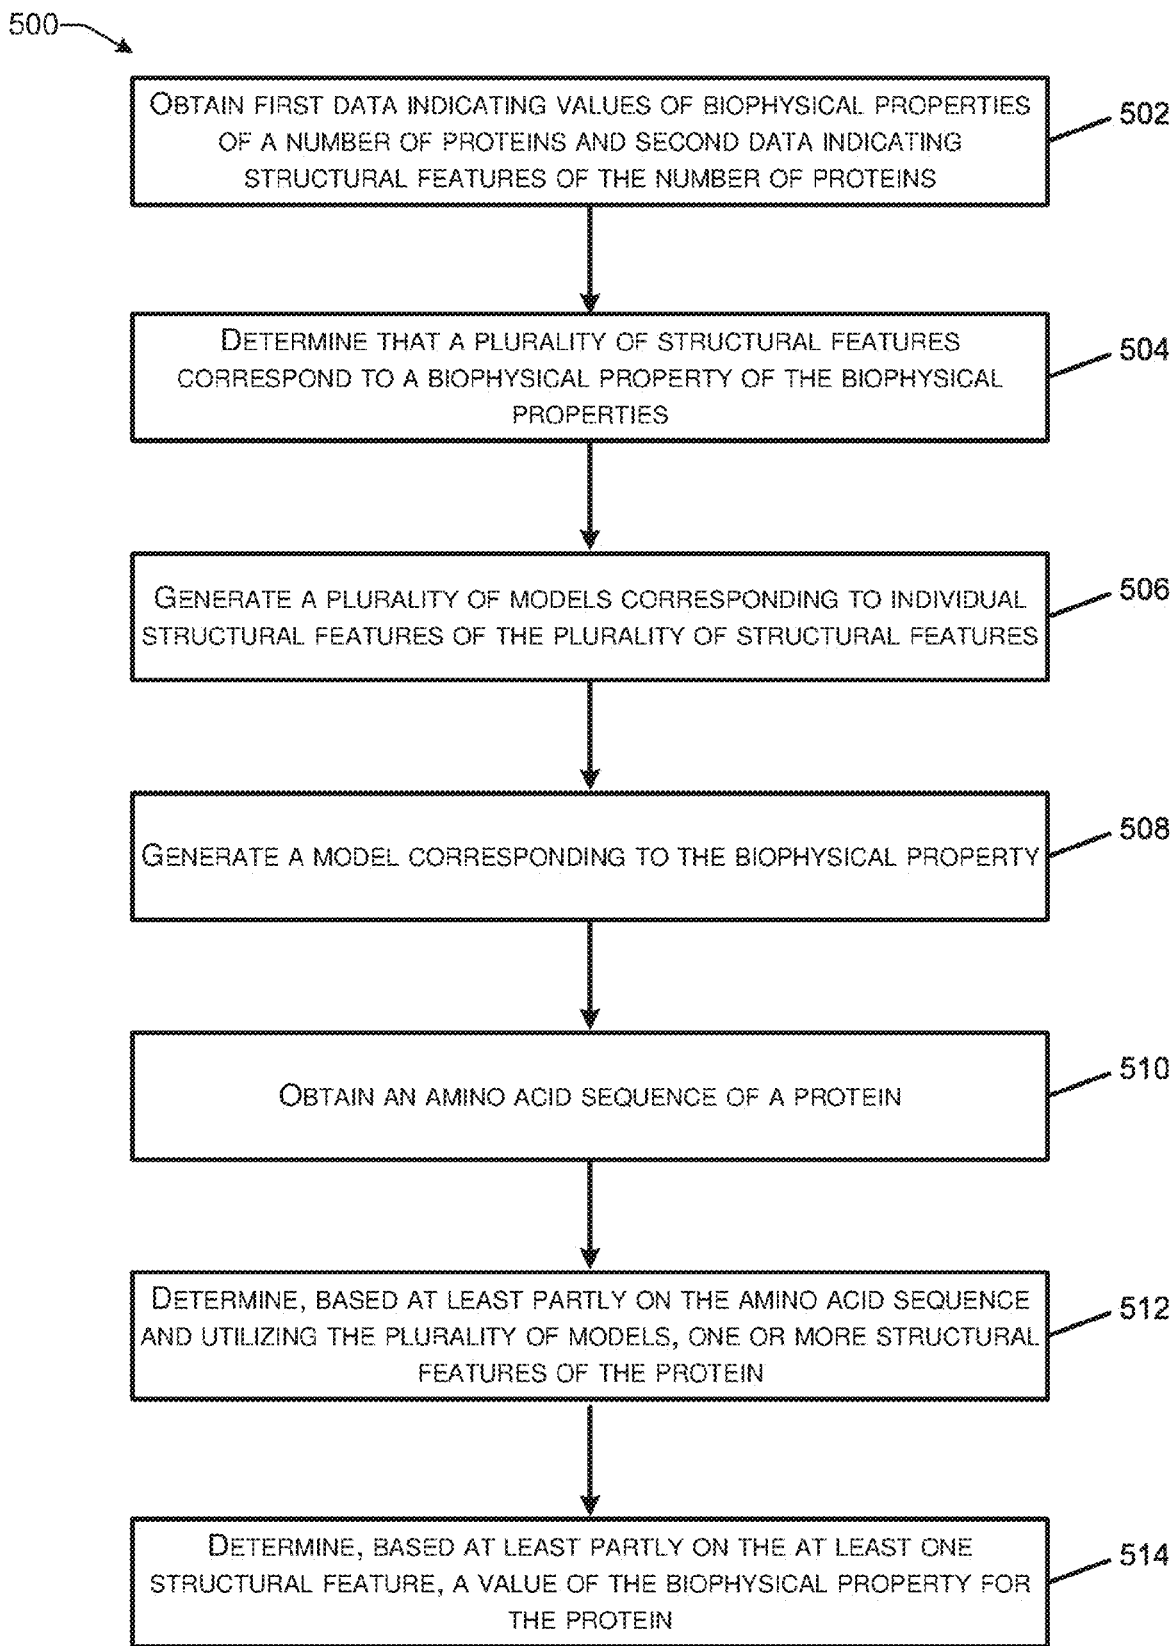 500
OBTAIN FIRST DATA INDICATING VALUES OF BIOPHYSICAL PROPERTIES
OF A NUMBER OF PROTEINS AND SECOND DATA INDICATING
STRUCTURAL FEATURES OF THE NUMBER OF PROTEINS
502
DETERMINE THAT A PLURALITY OF STRUCTURAL FEATURES
CORRESPOND TO A BIOPHYSICAL PROPERTY OF THE BIOPHYSICAL
PROPERTIES
504
GENERATE A PLURALITY OF MODELS CORRESPONDING TO INDIVIDUAL
STRUCTURAL FEATURES OF THE PLURALITY OF STRUCTURAL FEATURES
506
GENERATE A MODEL CORRESPONDING TO THE BIOPHYSICAL PROPERTY
508
OBTAIN AN AMINO ACID SEQUENCE OF A PROTEIN
510
DETERMINE, BASED AT LEAST PARTLY ON THE AMINO ACID SEQUENCE
AND UTILIZING THE PLURALITY OF MODELS, ONE OR MORE STRUCTURAL
FEATURES OF THE PROTEIN
512
DETERMINE, BASED AT LEAST PARTLY ON THE AT LEAST ONE
STRUCTURAL FEATURE, A VALUE OF THE BIOPHYSICAL PROPERTY FOR
THE PROTEIN
514